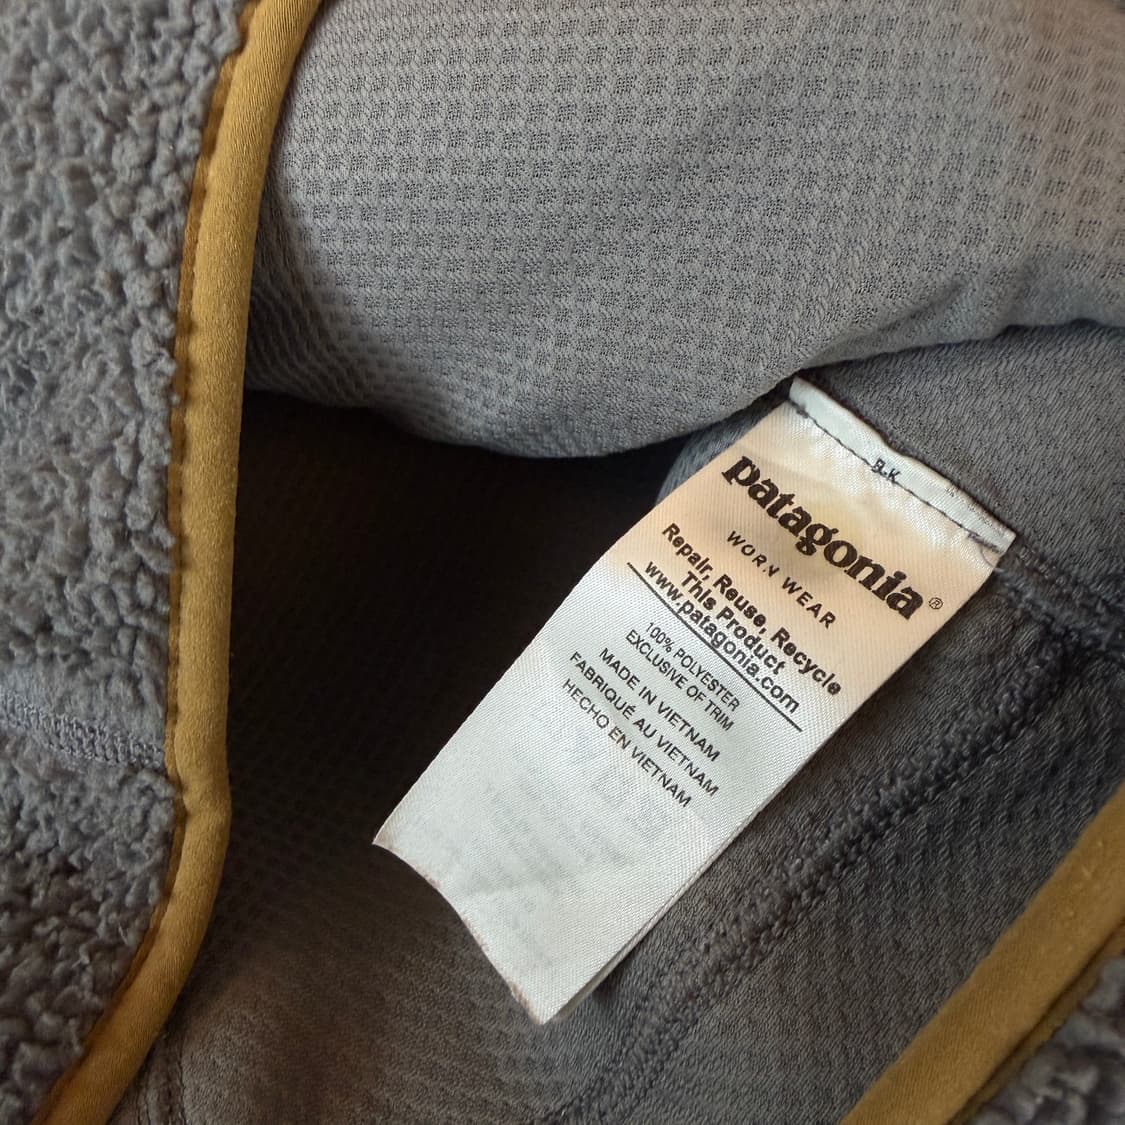 B.K
patagonia®
WORN WEAR
Repair, Reuse, Recycle
This Product
www.patagonia.com
100% POLYESTER
EXCLUSIVE OF TRIM
MADE IN VIETNAM
FABRIQUÉ AU VIETNAM
HECHO EN VIETNAM